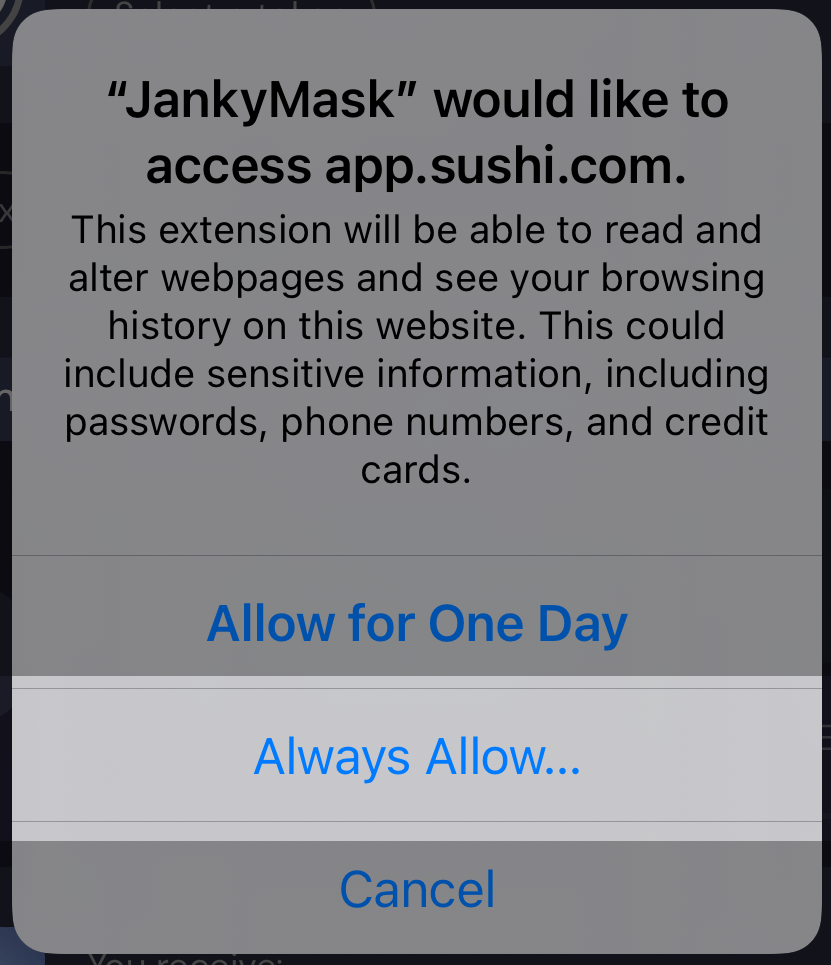 “JankyMask” would like to
access app.sushi.com.
This extension will be able to read and
alter webpages and see your browsing
history on this website. This could
include sensitive information, including
passwords, phone numbers, and credit
cards.
Allow for One Day
Always Allow...
Cancel
You receive: